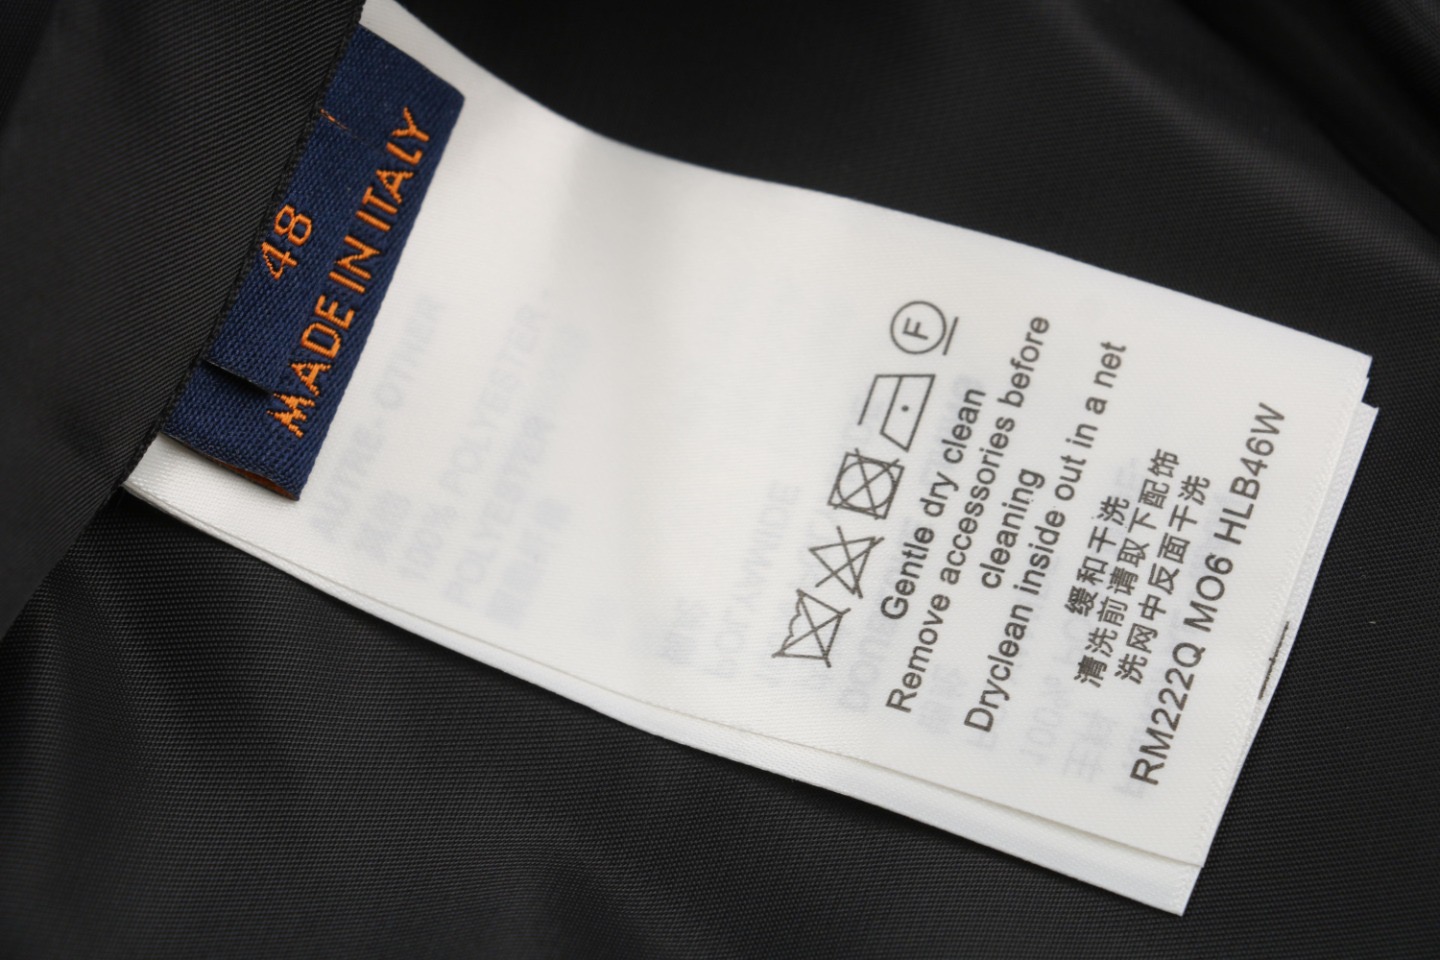 48
MADE IN ITALY
F
Gentle dry clean
Remove accessories before
cleaning
Dryclean inside out in a net
缓和干洗
清洗前请取下配饰
洗网中反面干洗
RM222Q MO6 HLB46W